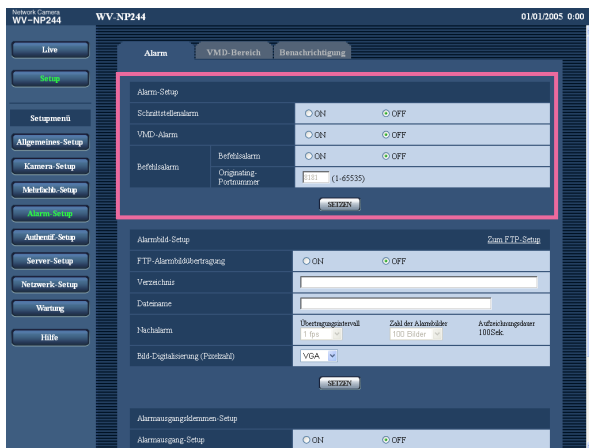 Network Camera
WV-NP244
WV-NP244
01/01/2005 0:00
Live
Setup
Setupmenü
Allgemeines-Setup
Kamera-Setup
Mehrfachb.-Setup
Alarm-Setup
Authentif.-Setup
Server-Setup
Netzwerk-Setup
Wartung
Hilfe
Alarm VMD-Bereich Benachrichtigung
Alarm-Setup
Schnittstellenalarm ON OFF
VMD-Alarm ON OFF
Befehlsalarm Befehlsalarm ON OFF
Originating-Portnummer 8181 (1-65535)
SETZEN
Alarmbild-Setup Zum FTP-Setup
FTP-Alarmbildübertragung ON OFF
Verzeichnis
Dateiname
Nachalarm
Übertragungsintervall Zahl der Alarmbilder Aufzeichnungsdauer
1 fps 100 Bilder 100Sek.
Bild-Digitalisierung (Pixelzahl) VGA
SETZEN
Alarmausgangsklemmen-Setup
Alarmausgang-Setup ON OFF